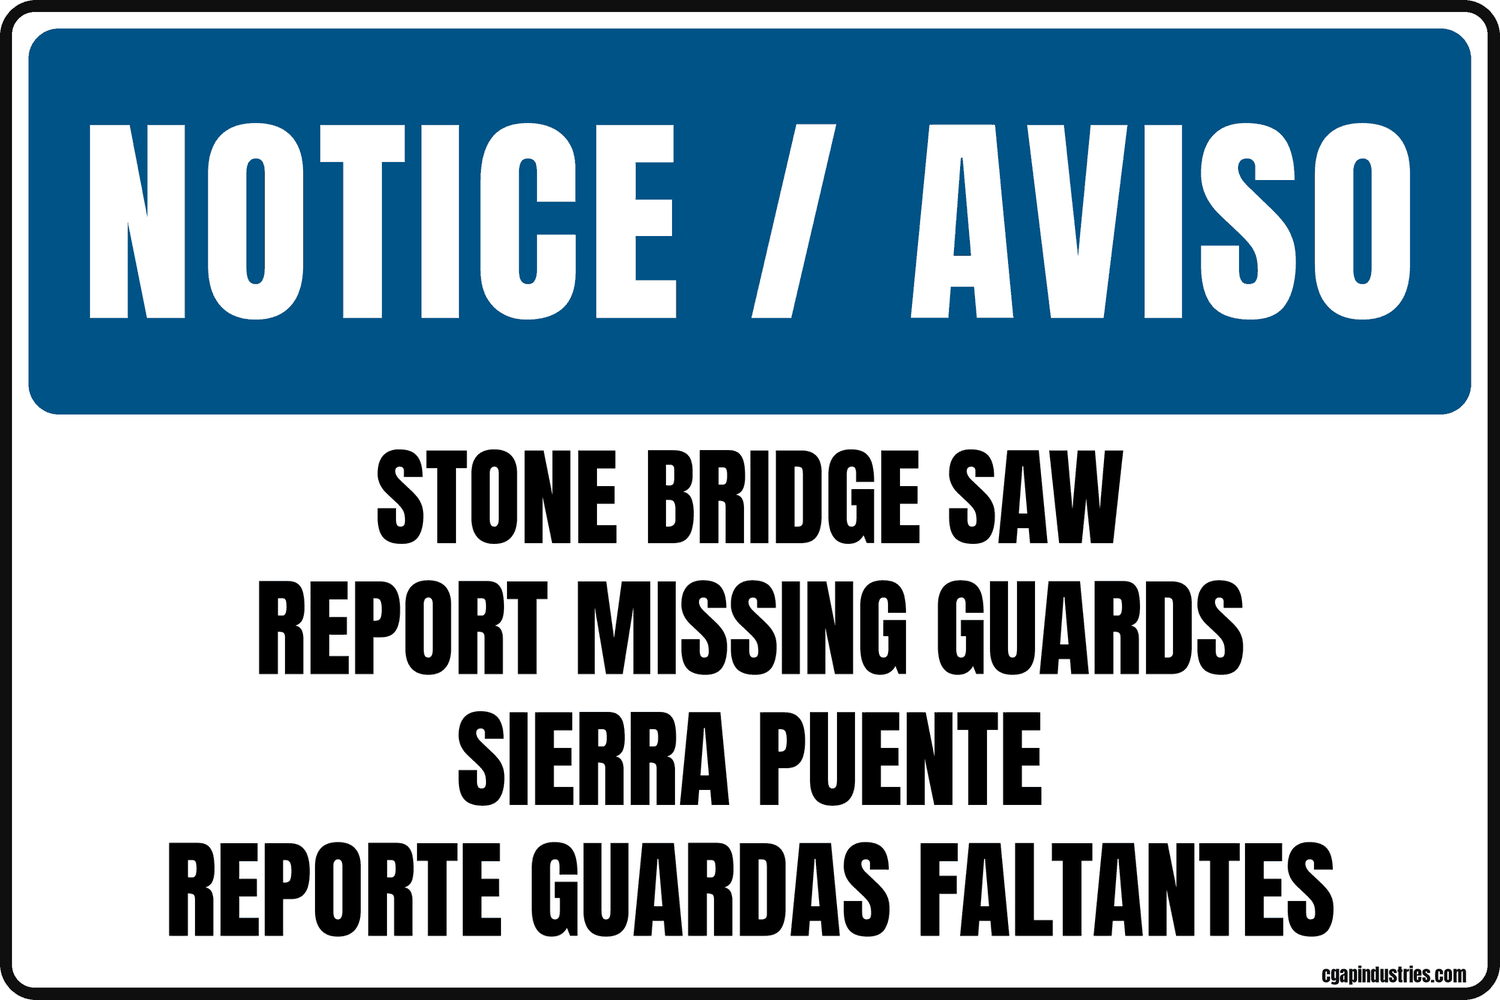 NOTICE / AVISO
STONE BRIDGE SAW
REPORT MISSING GUARDS
SIERRA PUENTE
REPORTE GUARDAS FALTANTES
cgapindustries.com